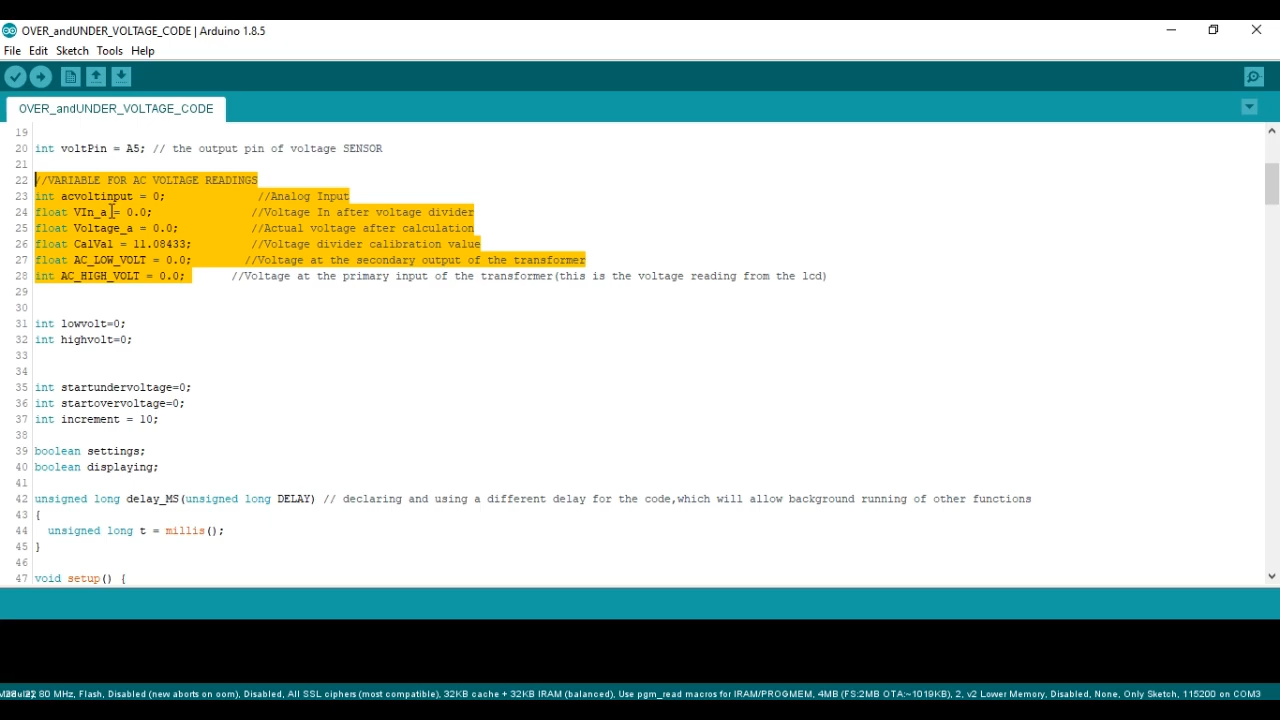 OVER_andUNDER_VOLTAGE_CODE | Arduino 1.8.5
File Edit Sketch Tools Help
OVER_andUNDER_VOLTAGE_CODE
19
20 int voltPin = A5; // the output pin of voltage SENSOR
21
22 //VARIABLE FOR AC VOLTAGE READINGS
23 int acvoltinput = 0; //Analog Input
24 float VIn_a = 0.0; //Voltage In after voltage divider
25 float Voltage_a = 0.0; //Actual voltage after calculation
26 float CalVal = 11.08433; //Voltage divider calibration value
27 float AC_LOW_VOLT = 0.0; //Voltage at the secondary output of the transformer
28 int AC_HIGH_VOLT = 0.0; //Voltage at the primary input of the transformer(this is the voltage reading from the lcd)
29
30
31 int lowvolt=0;
32 int highvolt=0;
33
34
35 int startundervoltage=0;
36 int startovervoltage=0;
37 int increment = 10;
38
39 boolean settings;
40 boolean displaying;
41
42 unsigned long delay_MS(unsigned long DELAY) // declaring and using a different delay for the code,which will allow background running of other functions
43 {
44 unsigned long t = millis();
45 }
46
47 void setup() {
80 MHz, Flash, Disabled (new aborts on oom), Disabled, All SSL ciphers (most compatible), 32KB cache + 32KB IRAM (balanced), Use pgm_read macros for IRAM/PROGMEM, 4MB (FS:2MB OTA:~1019KB), 2, v2 Lower Memory, Disabled, None, Only Sketch, 115200 on COM3